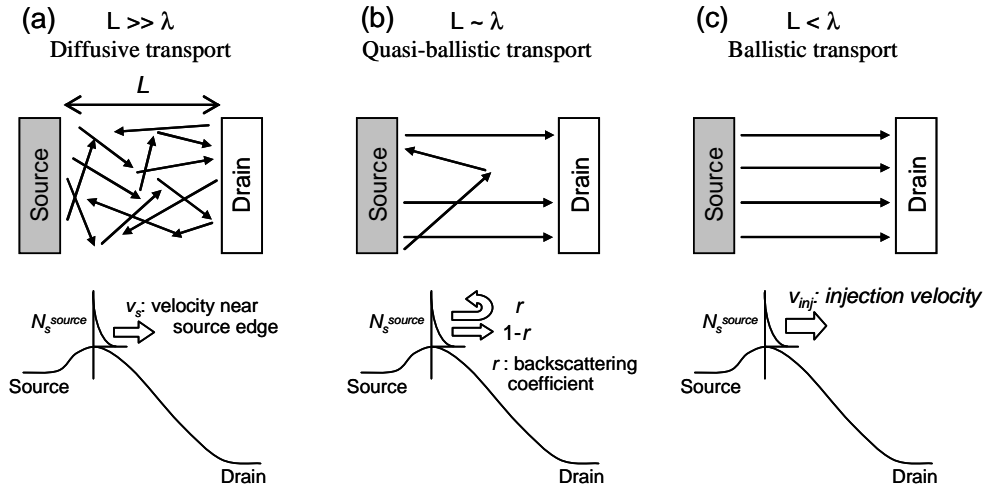 (a)
L >> λ
Diffusive transport
L
Source
Drain
N_s^source
v_s: velocity near
source edge
Source
Drain
(b)
L ~ λ
Quasi-ballistic transport
Source
Drain
N_s^source
r
1-r
r : backscattering
coefficient
Source
Drain
(c)
L < λ
Ballistic transport
Source
Drain
v_inj: injection velocity
N_s^source
Source
Drain